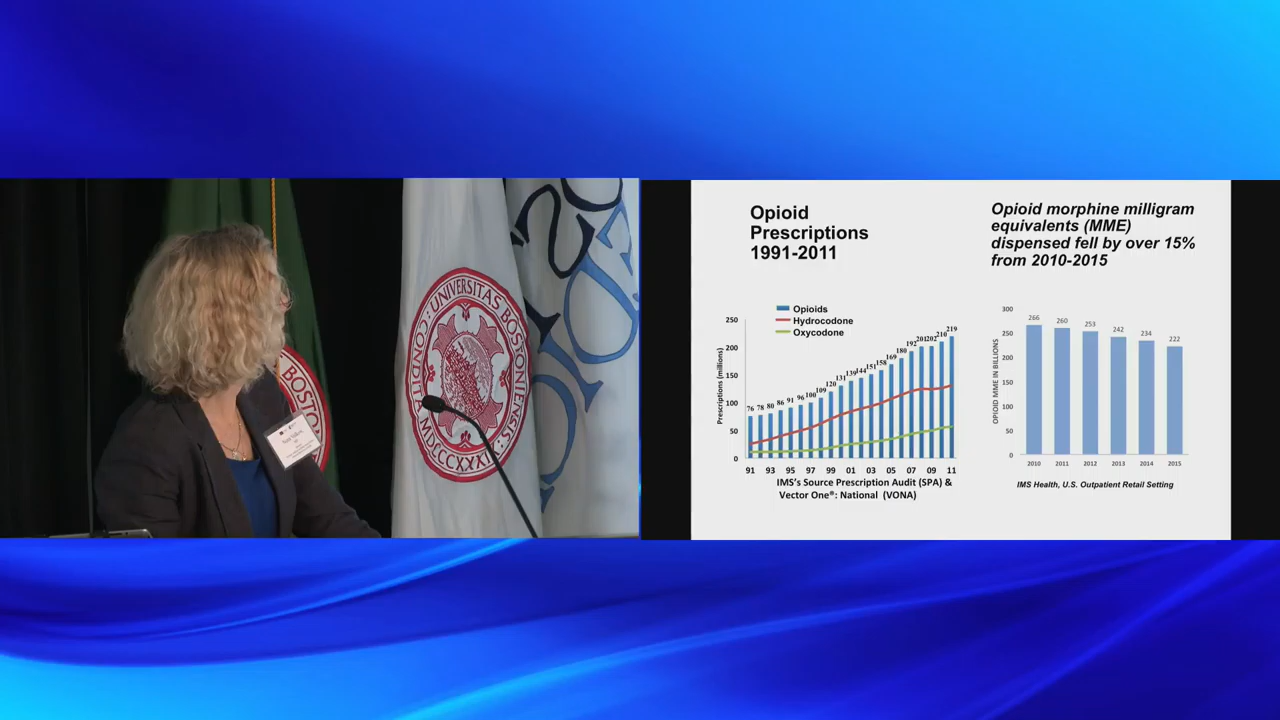 UNIVERSITAS BOSTONIENSIS
CONDITA MDCCCXXXIX
BOSTO
Opioid
Prescriptions
1991-2011
Opioids
Hydrocodone
Oxycodone
Prescriptions (millions)
250
200
150
100
50
0
76 78 80 86 91 96 100 109 120 131 139 144 151 158 169 180 192 201 202 210 219
91 93 95 97 99 01 03 05 07 09 11
IMS's Source Prescription Audit (SPA) &
Vector One®: National (VONA)
Opioid morphine milligram
equivalents (MME)
dispensed fell by over 15%
from 2010-2015
OPIOID MME IN BILLIONS
300
250
200
150
100
50
0
266 260 253 242 234 222
2010 2011 2012 2013 2014 2015
IMS Health, U.S. Outpatient Retail Setting